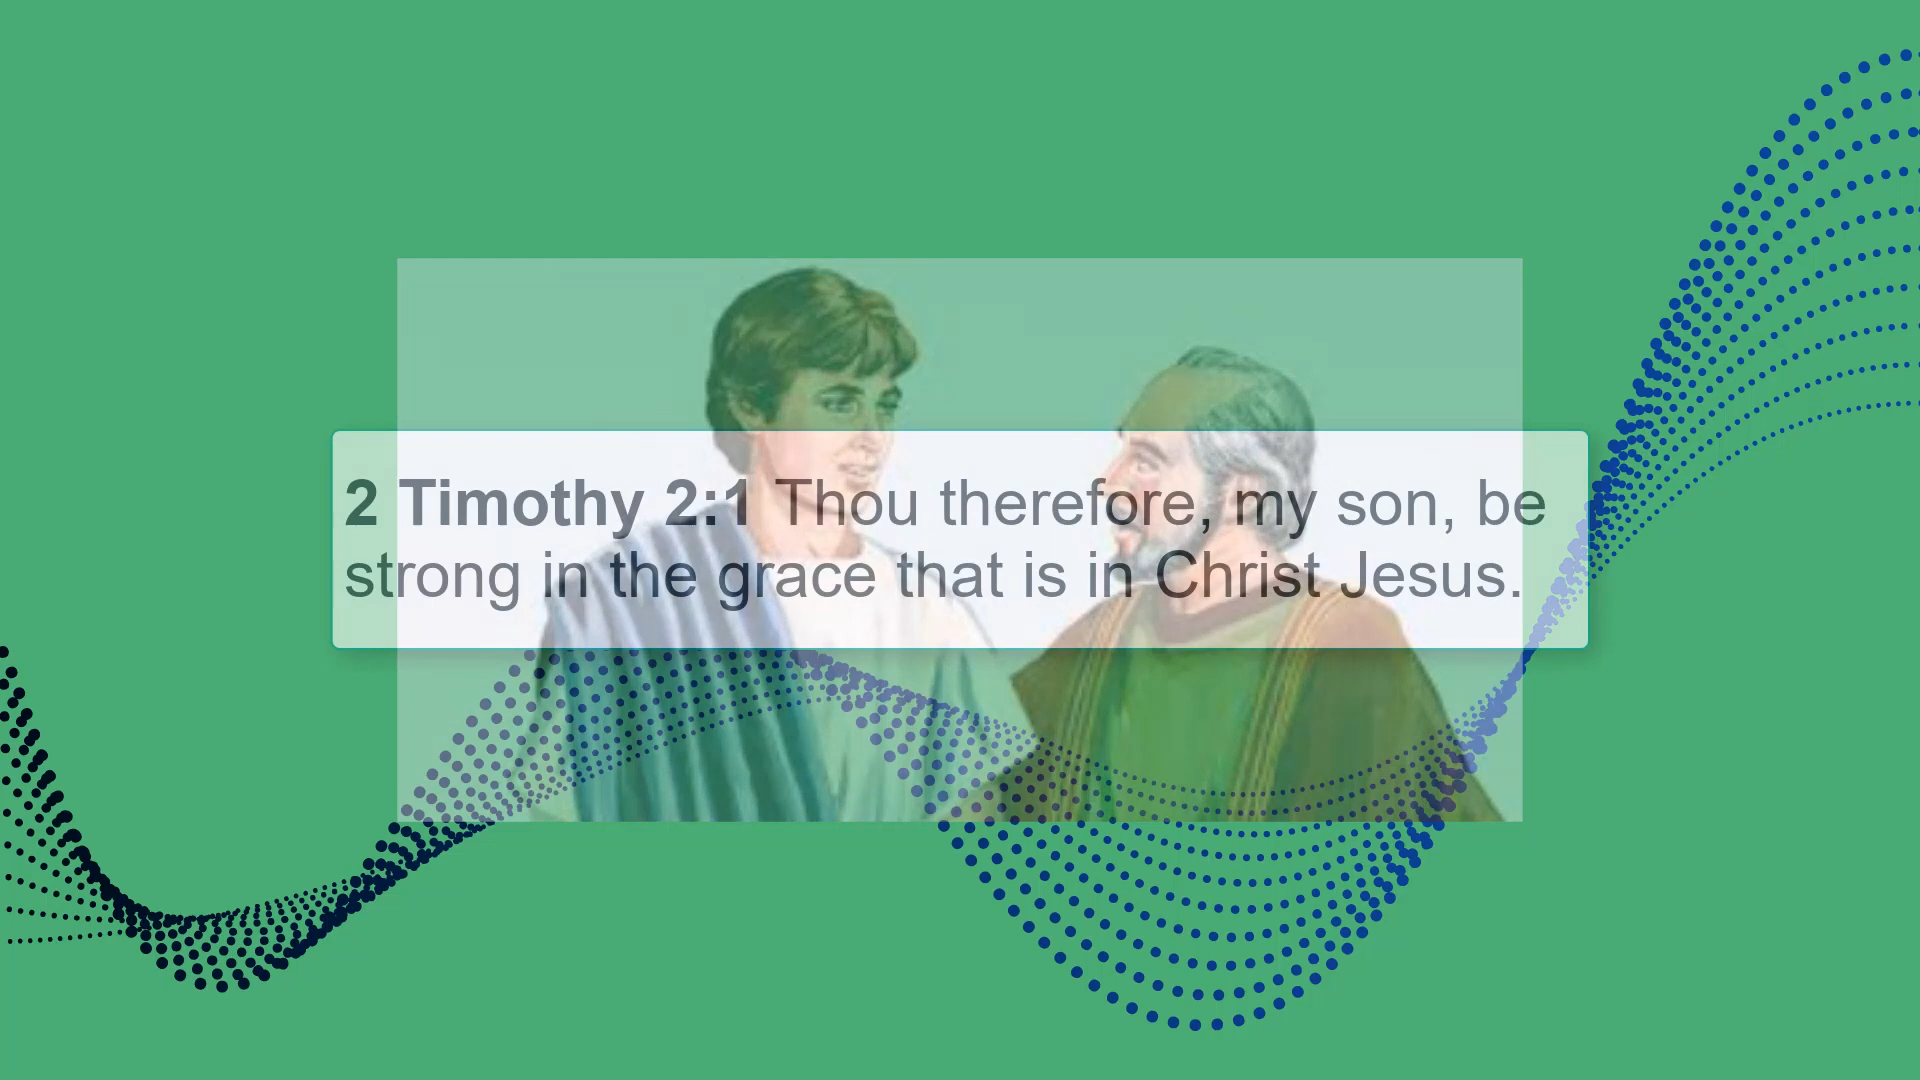 2 Timothy 2:1 Thou therefore, my son, be
strong in the grace that is in Christ Jesus.